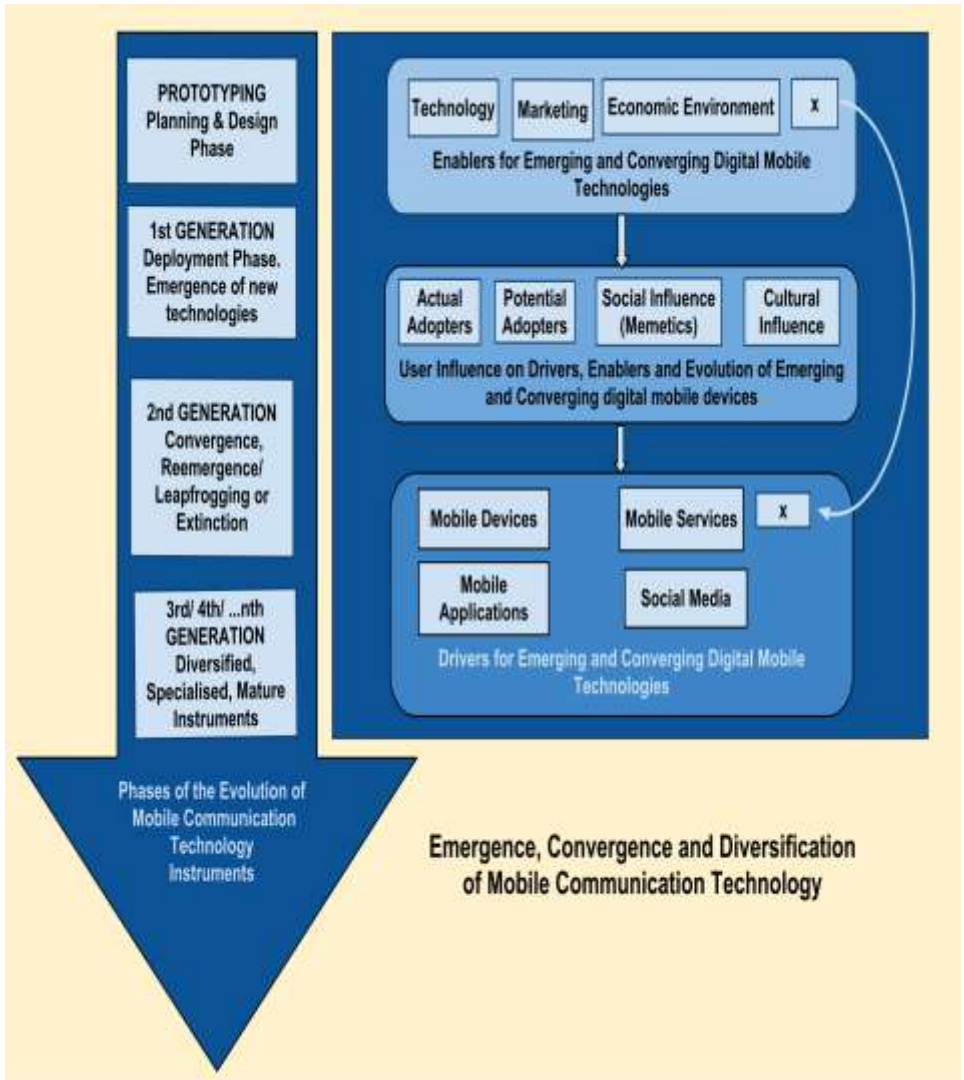 PROTOTYPING
Planning & Design
Phase
1st GENERATION
Deployment Phase.
Emergence of new
technologies
2nd GENERATION
Convergence,
Reemergence/
Leapfrogging or
Extinction
3rd/ 4th/ ...nth
GENERATION
Diversified,
Specialised, Mature
Instruments
Phases of the Evolution of
Mobile Communication
Technology
Instruments
Technology
Marketing
Economic Environment
x
Enablers for Emerging and Converging Digital Mobile
Technologies
Actual
Adopters
Potential
Adopters
Social Influence
(Memetics)
Cultural
Influence
User Influence on Drivers, Enablers and Evolution of Emerging
and Converging digital mobile devices
Mobile Devices
Mobile Services
x
Mobile
Applications
Social Media
Drivers for Emerging and Converging Digital Mobile
Technologies
Emergence, Convergence and Diversification
of Mobile Communication Technology